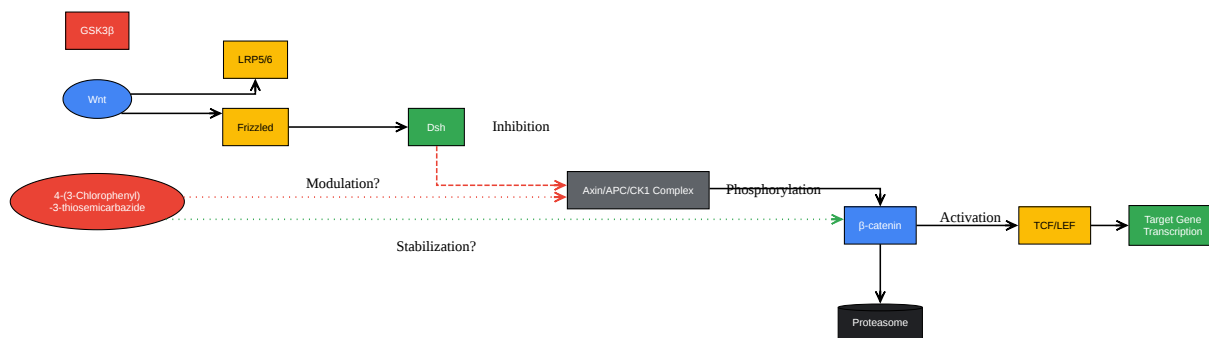 GSK3β
LRP5/6
Wnt
Frizzled
Dsh
Inhibition
4-(3-Chlorophenyl)
-3-thiosemicarbazide
Modulation?
Axin/APC/CK1 Complex
Phosphorylation
Stabilization?
β-catenin
Activation
TCF/LEF
Target Gene
Transcription
Proteasome